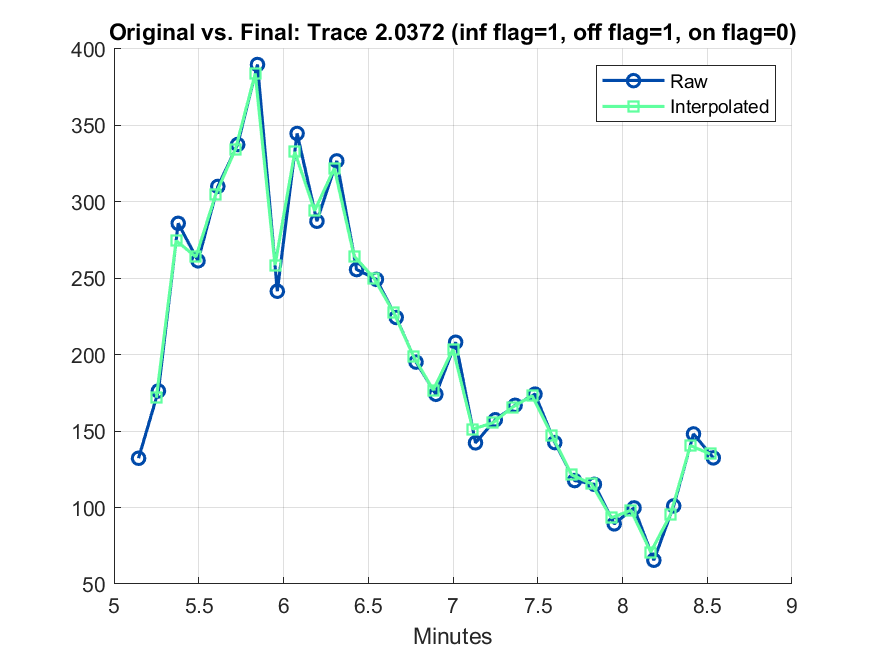 Original vs. Final: Trace 2.0372 (inf flag=1, off flag=1, on flag=0)
400
350
300
250
200
150
100
50
Raw
Interpolated
5 5.5 6 6.5 7 7.5 8 8.5 9
Minutes